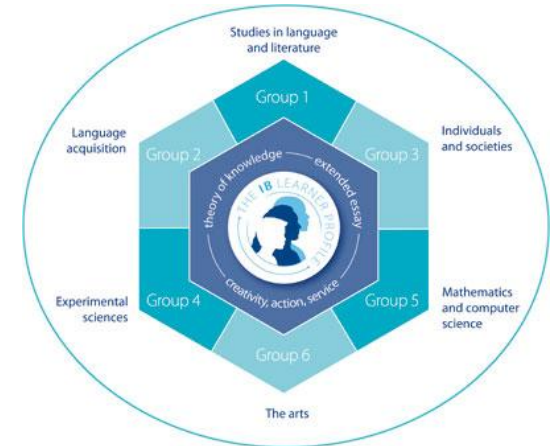 Studies in language
and literature
Group 1
Language
acquisition
Group 2
Group 3
Individuals
and societies
theory of knowledge
extended essay
THE IB LEARNER PROFILE
creativity, action, service
Experimental
sciences
Group 4
Group 5
Mathematics
and computer
science
Group 6
The arts